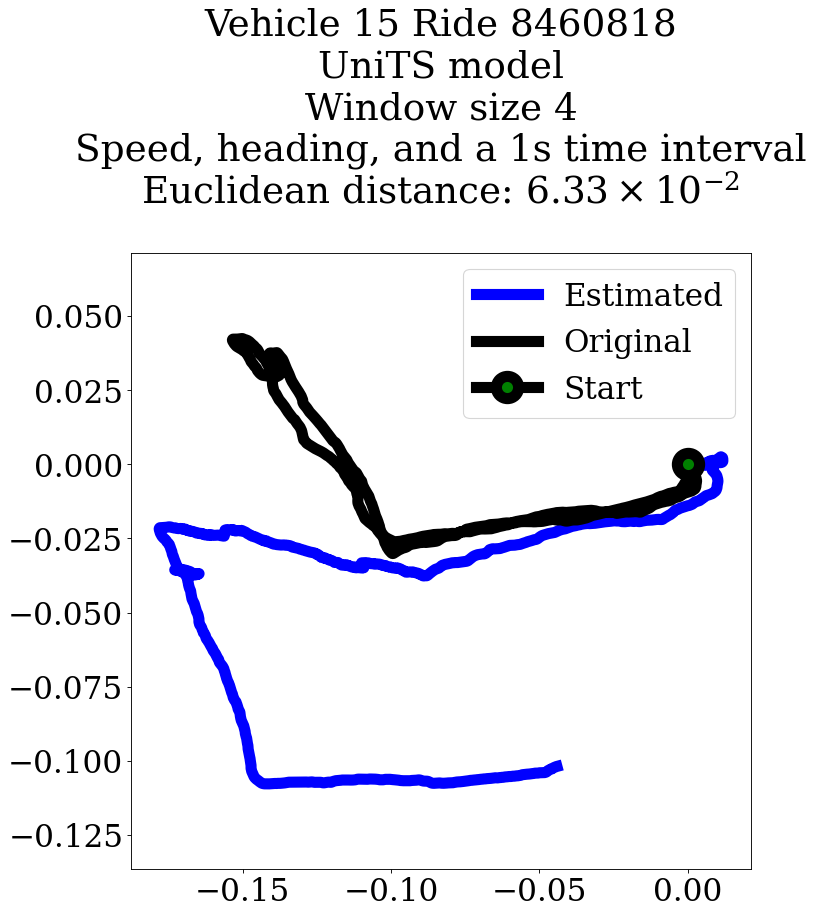 Vehicle 15 Ride 8460818
UniTS model
Window size 4
Speed, heading, and a 1s time interval
Euclidean distance: 6.33 × 10⁻²
Estimated
Original
Start
0.050
0.025
0.000
−0.025
−0.050
−0.075
−0.100
−0.125
−0.15 −0.10 −0.05 0.00